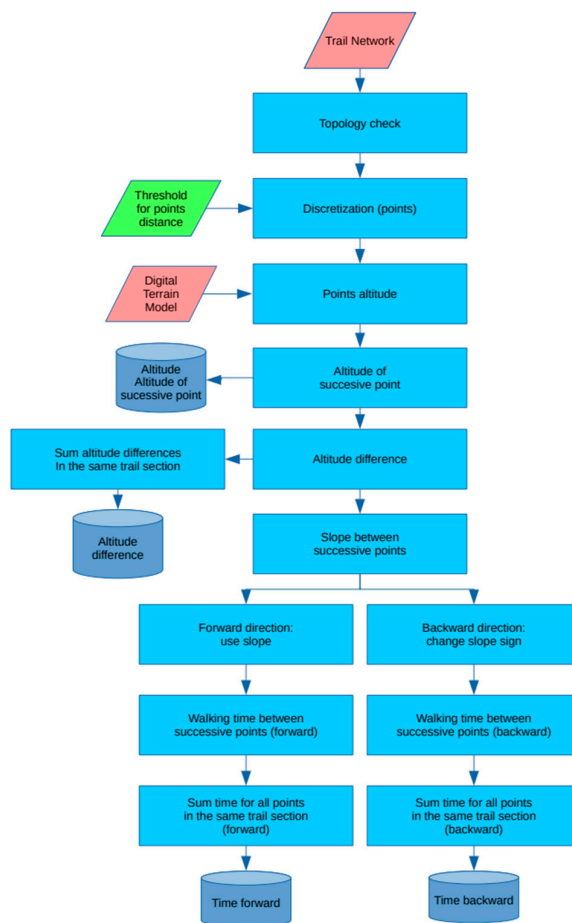 Trail Network
Topology check
Threshold
for points
distance
Discretization (points)
Digital
Terrain
Model
Points altitude
Altitude
Altitude of
sucessive point
Altitude of
succesive point
Sum altitude differences
In the same trail section
Altitude difference
Altitude
difference
Slope between
successive points
Forward direction:
use slope
Backward direction:
change slope sign
Walking time between
successive points (forward)
Walking time between
successive points (backward)
Sum time for all points
in the same trail section
(forward)
Sum time for all points
in the same trail section
(backward)
Time forward
Time backward